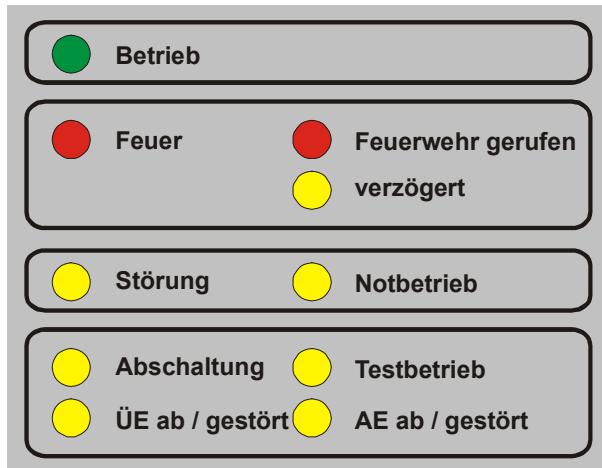 Betrieb
Feuer
Feuerwehr gerufen
verzögert
Störung
Notbetrieb
Abschaltung
Testbetrieb
ÜE ab / gestört
AE ab / gestört